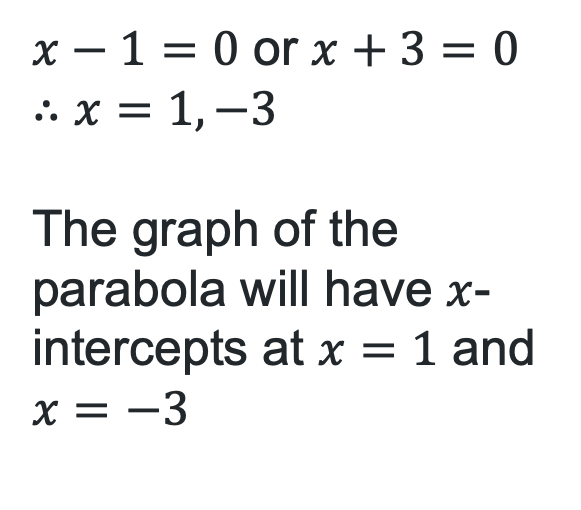 x − 1 = 0 or x + 3 = 0
∴ x = 1, −3
The graph of the
parabola will have x-
intercepts at x = 1 and
x = −3